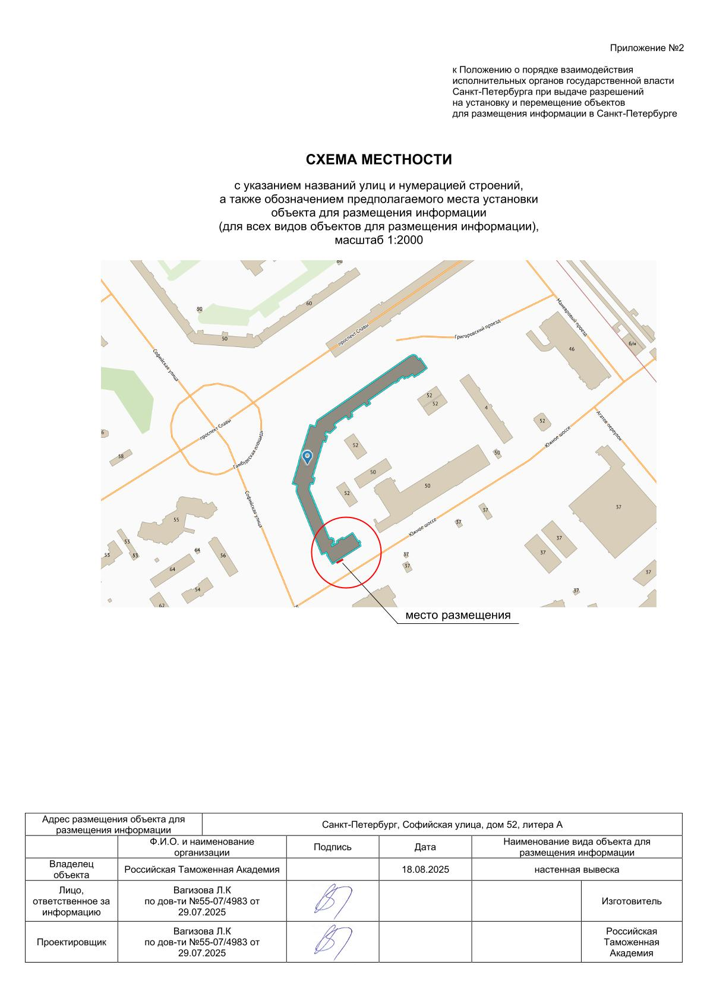 Приложение №2
к Положению о порядке взаимодействия
исполнительных органов государственной власти
Санкт-Петербурга при выдаче разрешений
на установку и перемещение объектов
для размещения информации в Санкт-Петербурге
СХЕМА МЕСТНОСТИ
с указанием названий улиц и нумерацией строений,
а также обозначением предполагаемого места установки
объекта для размещения информации
(для всех видов объектов для размещения информации),
масштаб 1:2000
60
50
60
50
проспект Славы
Григоровский проезд
Маневровый проезд
б/н
46
Софийская улица
52
52
4
52
Агатов переулок
Южное шоссе
6
58
проспект Славы
Гамбургская площадь
52
50
50
50
52
Софийская улица
37
37
37
Южное шоссе
55
53
53
53
64
56
64
54
62
37
37
37
37
37
37
место размещения
Адрес размещения объекта для
размещения информации
Санкт-Петербург, Софийская улица, дом 52, литера А
Ф.И.О. и наименование
организации
Подпись
Дата
Наименование вида объекта для
размещения информации
Владелец
объекта
Российская Таможенная Академия
18.08.2025
настенная вывеска
Лицо,
ответственное за
информацию
Вагизова Л.К
по дов-ти №55-07/4983 от
29.07.2025
Изготовитель
Проектировщик
Вагизова Л.К
по дов-ти №55-07/4983 от
29.07.2025
Российская
Таможенная
Академия